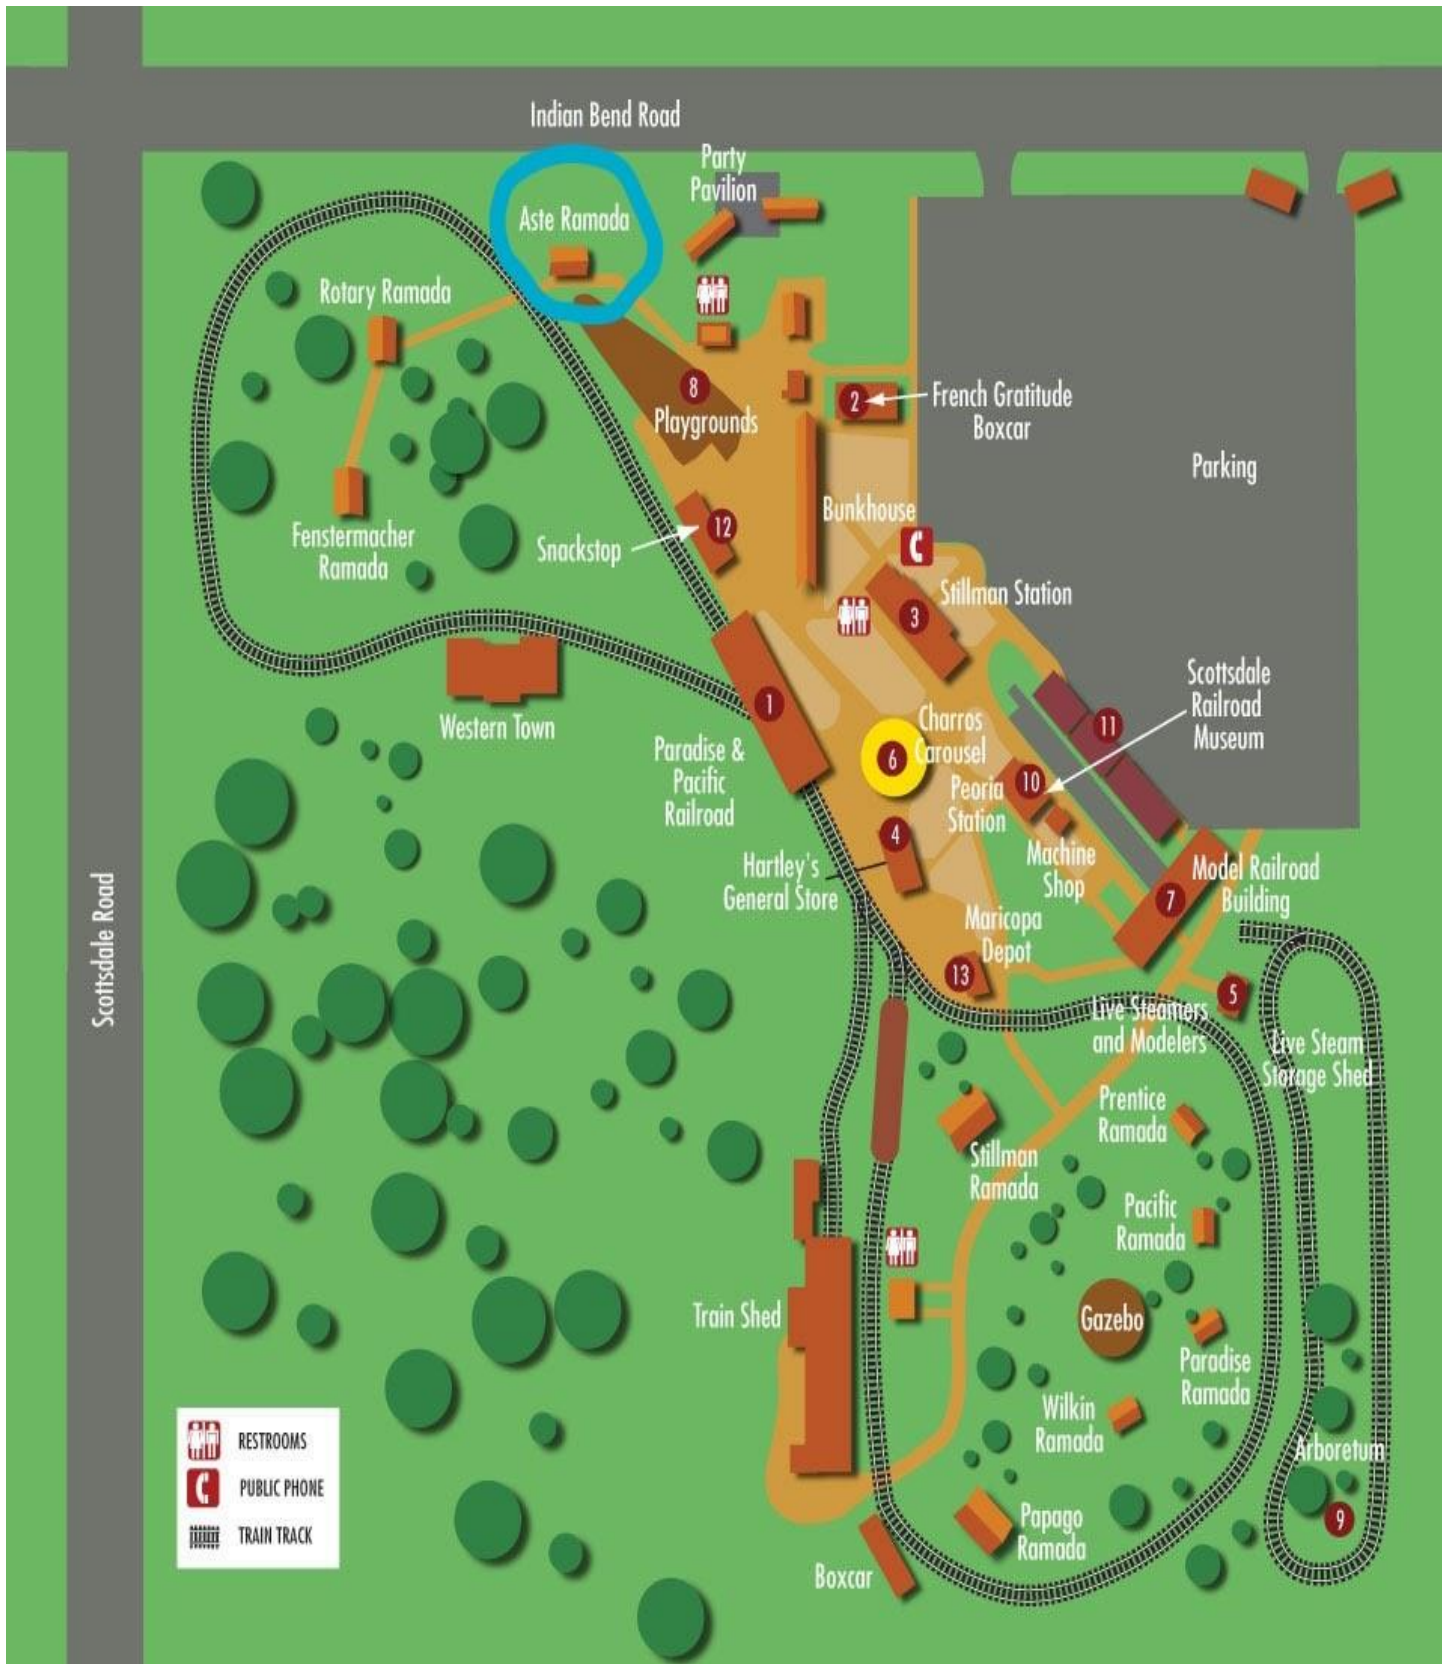 Indian Bend Road
Party
Pavilion
Aste Ramada
Rotary Ramada
8
Playgrounds
2
French Gratitude
Boxcar
Parking
Bunkhouse
Fenstermacher
Ramada
Snackstop
12
Stillman Station
3
Scottsdale
Railroad
Museum
Western Town
1
11
Charros
Carousel
6
Paradise &
Pacific
Railroad
Peoria
Station
10
4
Hartley's
General Store
Machine
Shop
Model Railroad
Building
7
Scottsdale Road
Maricopa
Depot
13
5
Live Steamers
and Modelers
Live Steam
Storage Shed
Prentice
Ramada
Stillman
Ramada
Pacific
Ramada
Train Shed
Gazebo
Paradise
Ramada
Wilkin
Ramada
Arboretum
9
Papago
Ramada
Boxcar
RESTROOMS
PUBLIC PHONE
TRAIN TRACK